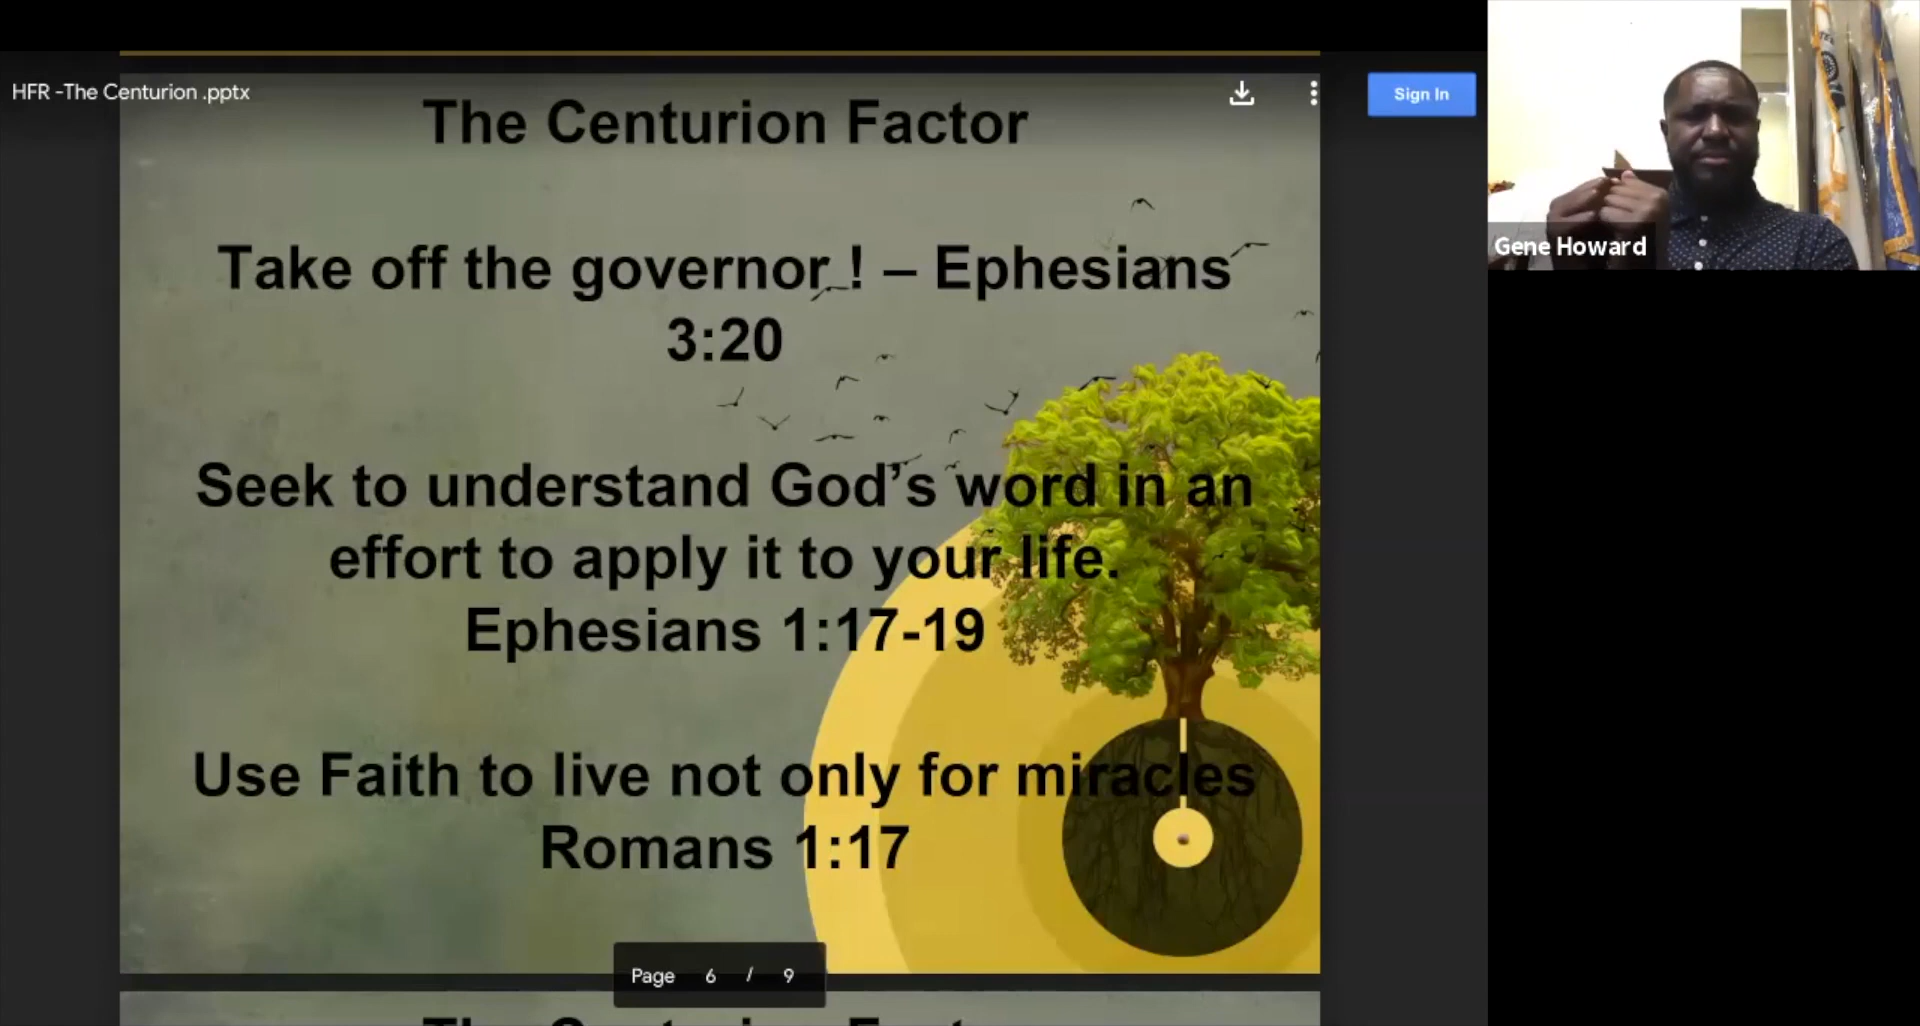 HFR -The Centurion .pptx
Sign In
The Centurion Factor
Take off the governor ! – Ephesians
3:20
Seek to understand God’s word in an
effort to apply it to your life.
Ephesians 1:17-19
Use Faith to live not only for miracles
Romans 1:17
Page 6 / 9
Gene Howard